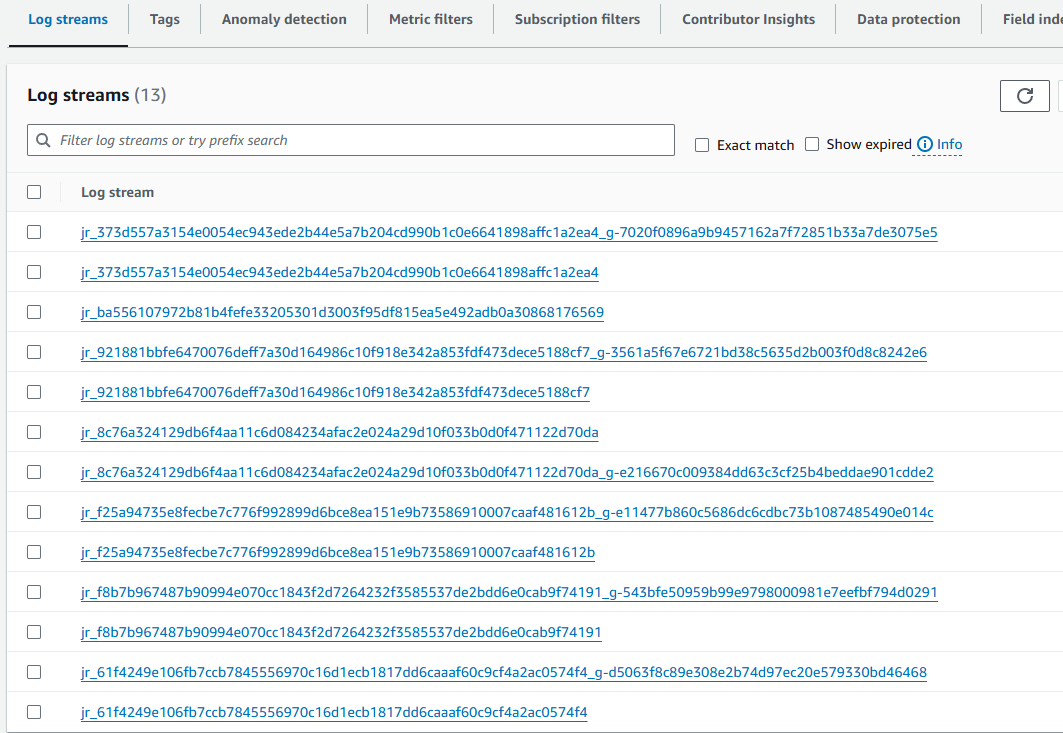 Log streams Tags Anomaly detection Metric filters Subscription filters Contributor Insights Data protection Field inde
Log streams (13)
Filter log streams or try prefix search Exact match Show expired Info
Log stream
jr_373d557a3154e0054ec943ede2b44e5a7b204cd990b1c0e6641898affc1a2ea4_g-7020f0896a9b9457162a7f72851b33a7de3075e5
jr_373d557a3154e0054ec943ede2b44e5a7b204cd990b1c0e6641898affc1a2ea4
jr_ba556107972b81b4fefe33205301d3003f95df815ea5e492adb0a30868176569
jr_921881bbfe6470076deff7a30d164986c10f918e342a853fdf473dece5188cf7_g-3561a5f67e6721bd38c5635d2b003f0d8c8242e6
jr_921881bbfe6470076deff7a30d164986c10f918e342a853fdf473dece5188cf7
jr_8c76a324129db6f4aa11c6d084234afac2e024a29d10f033b0d0f471122d70da
jr_8c76a324129db6f4aa11c6d084234afac2e024a29d10f033b0d0f471122d70da_g-e216670c009384dd63c3cf25b4beddae901cdde2
jr_f25a94735e8fecbe7c776f992899d6bce8ea151e9b73586910007caaf481612b_g-e11477b860c5686dc6cdbc73b1087485490e014c
jr_f25a94735e8fecbe7c776f992899d6bce8ea151e9b73586910007caaf481612b
jr_f8b7b967487b90994e070cc1843f2d7264232f3585537de2bdd6e0cab9f74191_g-543bfe50959b99e9798000981e7eefbf794d0291
jr_f8b7b967487b90994e070cc1843f2d7264232f3585537de2bdd6e0cab9f74191
jr_61f4249e106fb7ccb7845556970c16d1ecb1817dd6caaaf60c9cf4a2ac0574f4_g-d5063f8c89e308e2b74d97ec20e579330bd46468
jr_61f4249e106fb7ccb7845556970c16d1ecb1817dd6caaaf60c9cf4a2ac0574f4